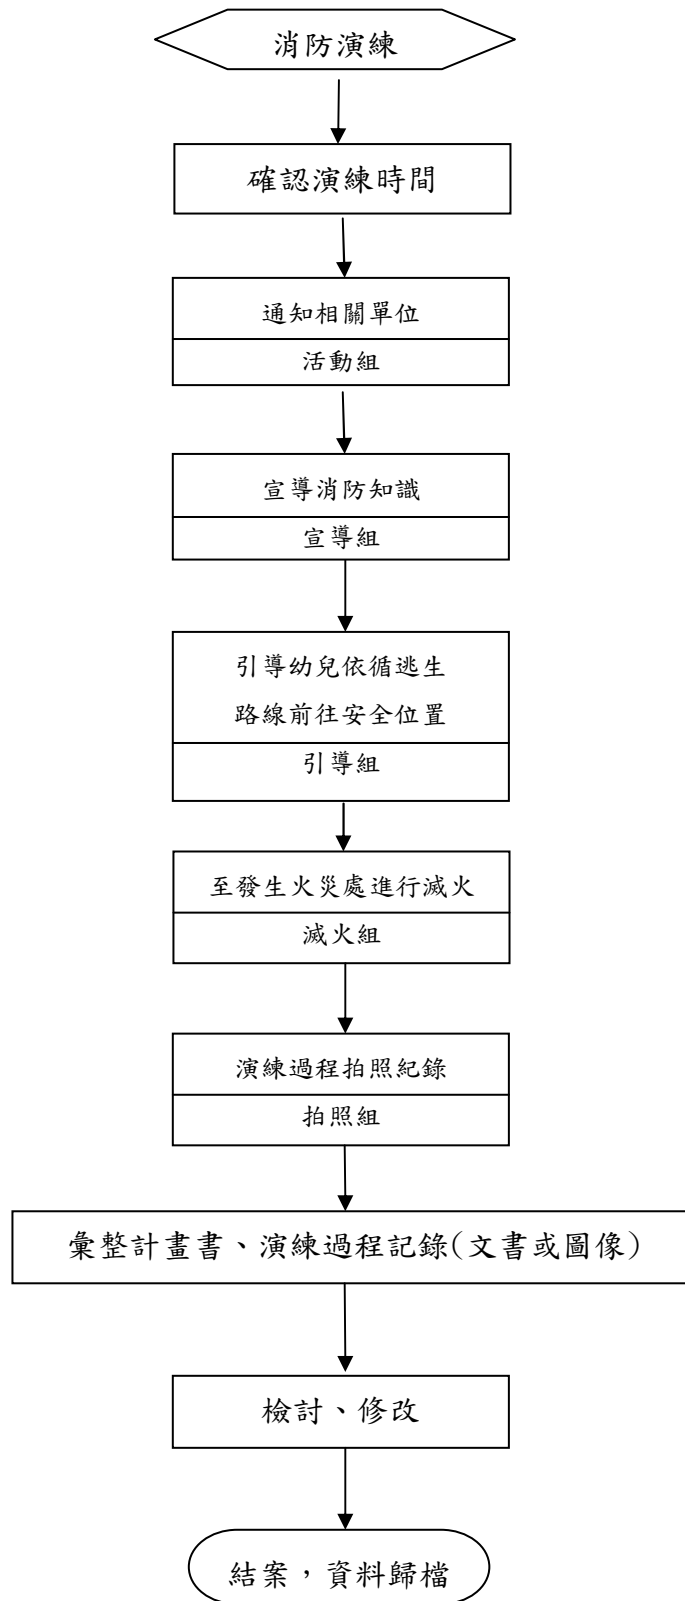 消防演練
確認演練時間
通知相關單位
活動組
宣導消防知識
宣導組
引導幼兒依循逃生
路線前往安全位置
引導組
至發生火災處進行滅火
滅火組
演練過程拍照紀錄
拍照組
彙整計畫書、演練過程記錄(文書或圖像)
檢討、修改
結案，資料歸檔